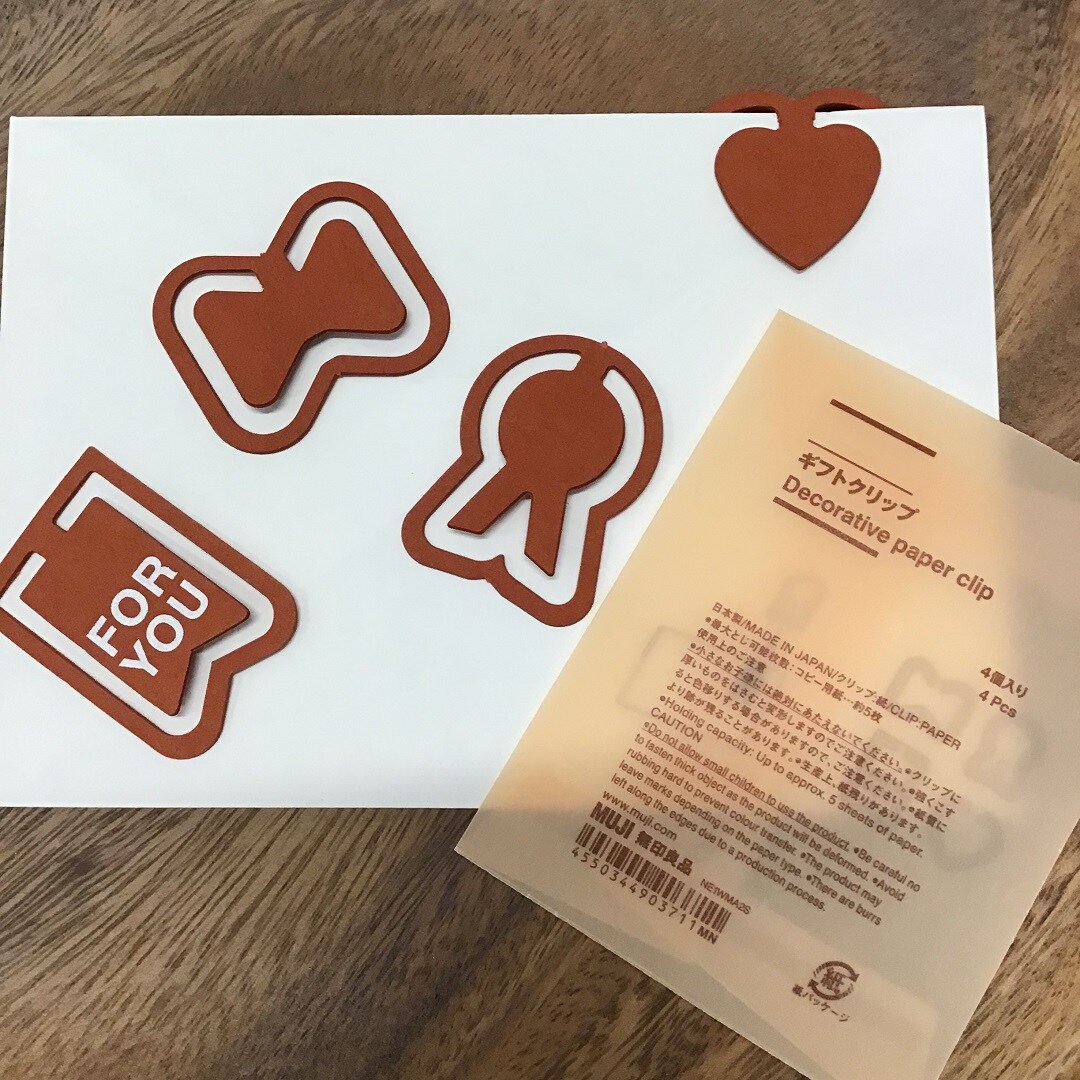 FOR
YOU
ギフトクリップ
Decorative paper clip
4個入り
4 Pcs
日本製/MADE IN JAPAN/クリップ:紙/CLIP:PAPER
●最大とじ可能枚数:コピー用紙…約5枚
使用上のご注意
●小さなお子様には絶対にあたえないでください。●クリップに
厚いものをはさむと変形しますのでご注意ください。●強くこす
ると色移りする場合がありますのでご注意ください。●紙質に
より跡が残ることがあります。●生産上、紙残りがあります。
●Holding capacity: Up to approx. 5 sheets of paper.
CAUTION
●Do not allow small children to use the product. ●Be careful no
to fasten thick object as the product will be deformed. ●Avoid
rubbing hard to prevent colour transfer. ●The product may
leave marks depending on the paper type. ●There are burrs
left along the edges due to a production process.
www.muji.com
MUJI 無印良品
NE1WMA2S
4550344903711MN
紙
紙パッケージ